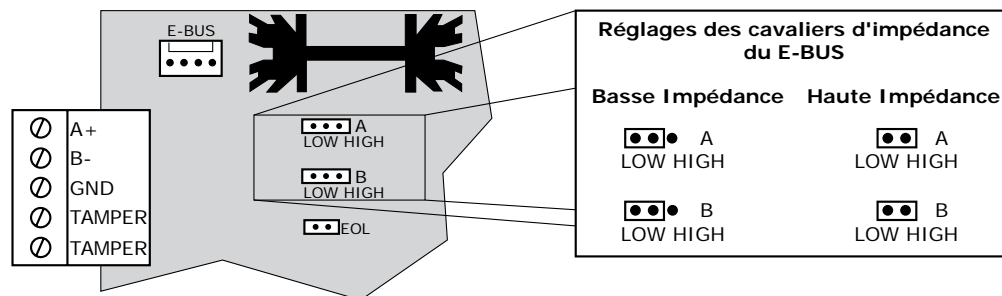 E-BUS
A+
B-
GND
TAMPER
TAMPER
A
LOW HIGH
B
LOW HIGH
EOL
Réglages des cavaliers d'impédance
du E-BUS
Basse Impédance Haute Impédance
A A
LOW HIGH LOW HIGH
B B
LOW HIGH LOW HIGH